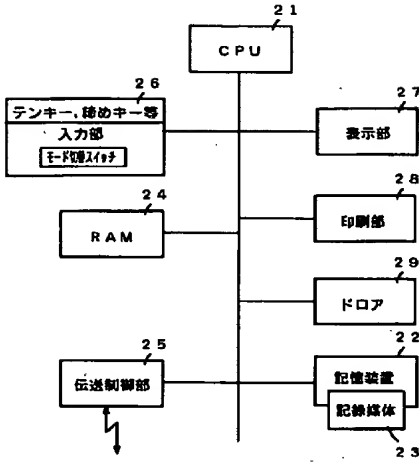 21
CPU
26
テンキー、締めキー等
入力部
モード切替スイッチ
27
表示部
24
RAM
28
印刷部
29
ドロア
25
伝送制御部
22
記憶装置
記録媒体
23